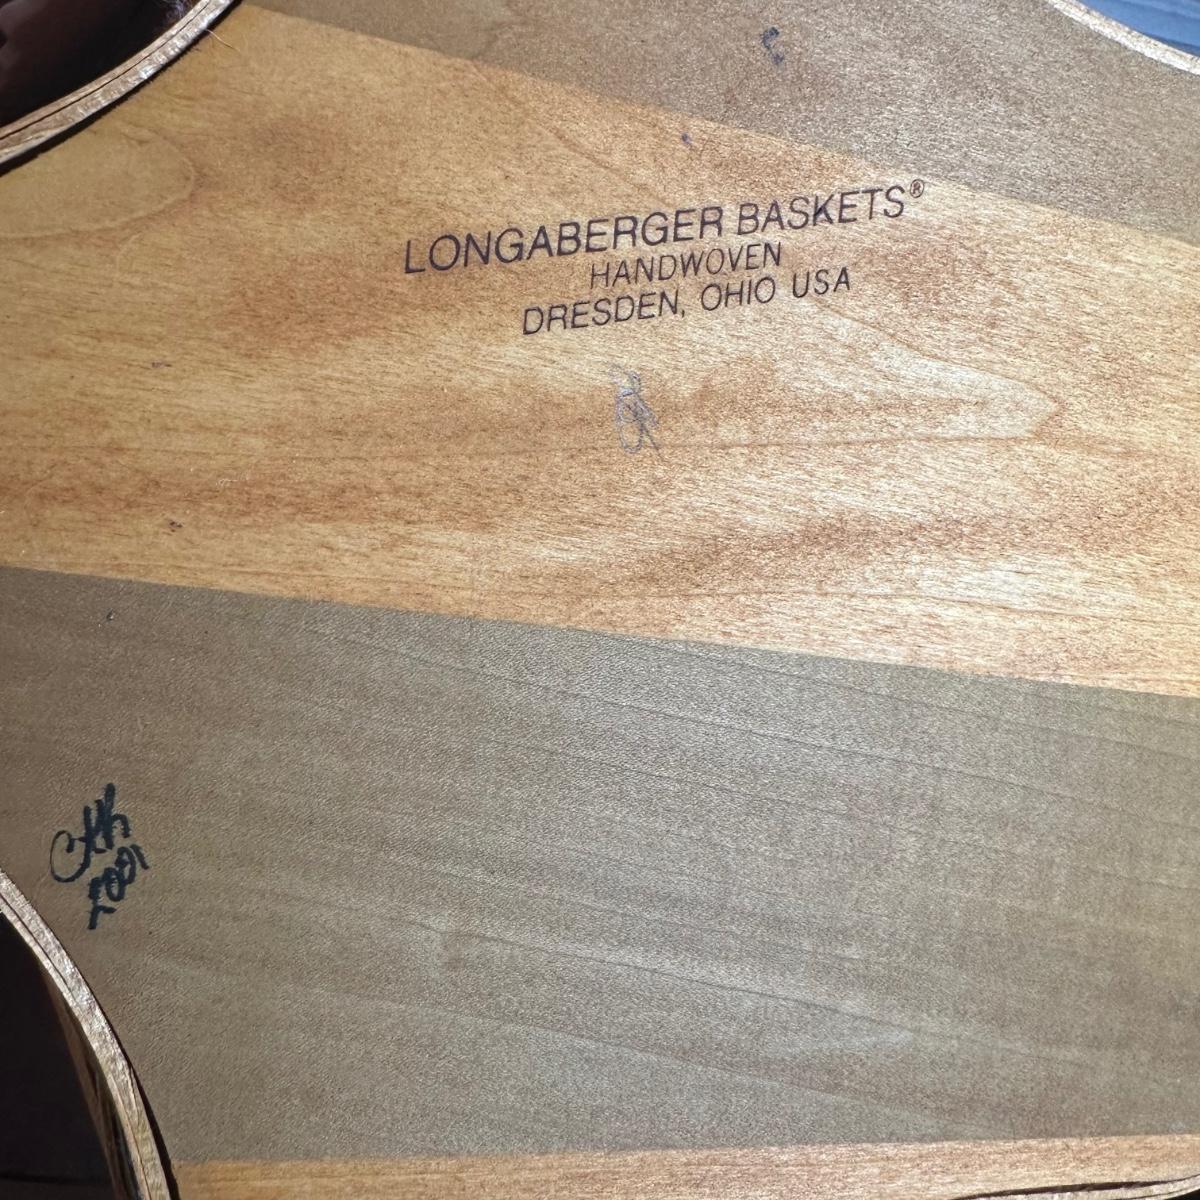 LONGABERGER BASKETS®
HANDWOVEN
DRESDEN, OHIO USA
2001